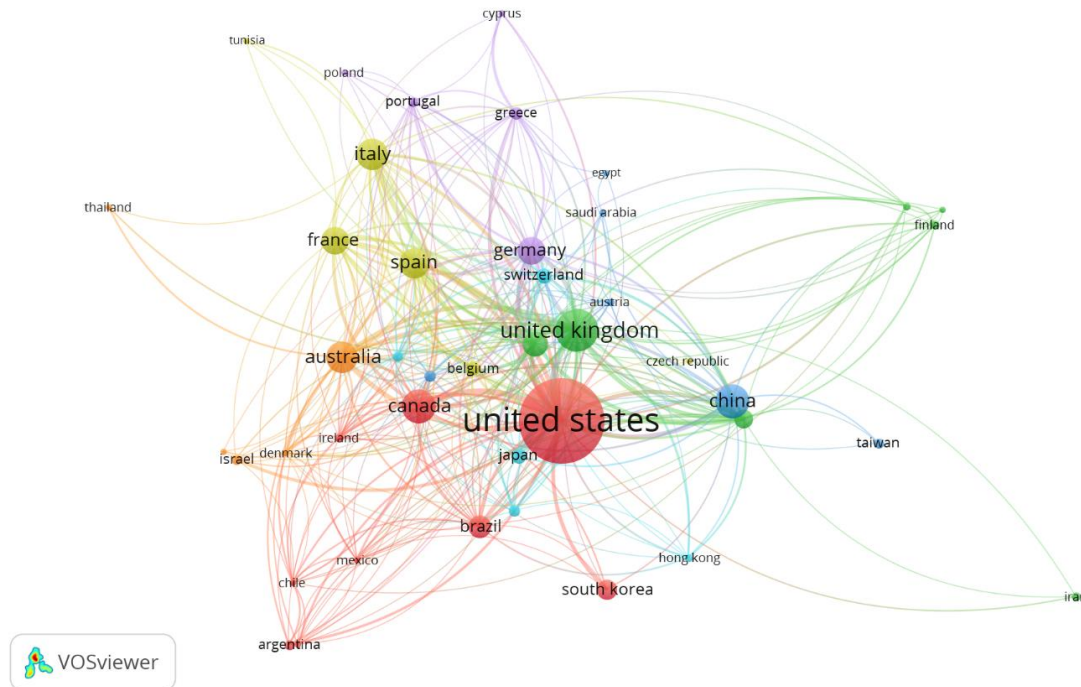 cyprus
tunisia
poland
portugal
greece
italy
egypt
thailand
saudi arabia
finland
france
germany
spain
switzerland
austria
united kingdom
australia
czech republic
belgium
china
canada
united states
ireland
taiwan
denmark
japan
israel
brazil
mexico
hong kong
chile
south korea
argentina
VOSviewer